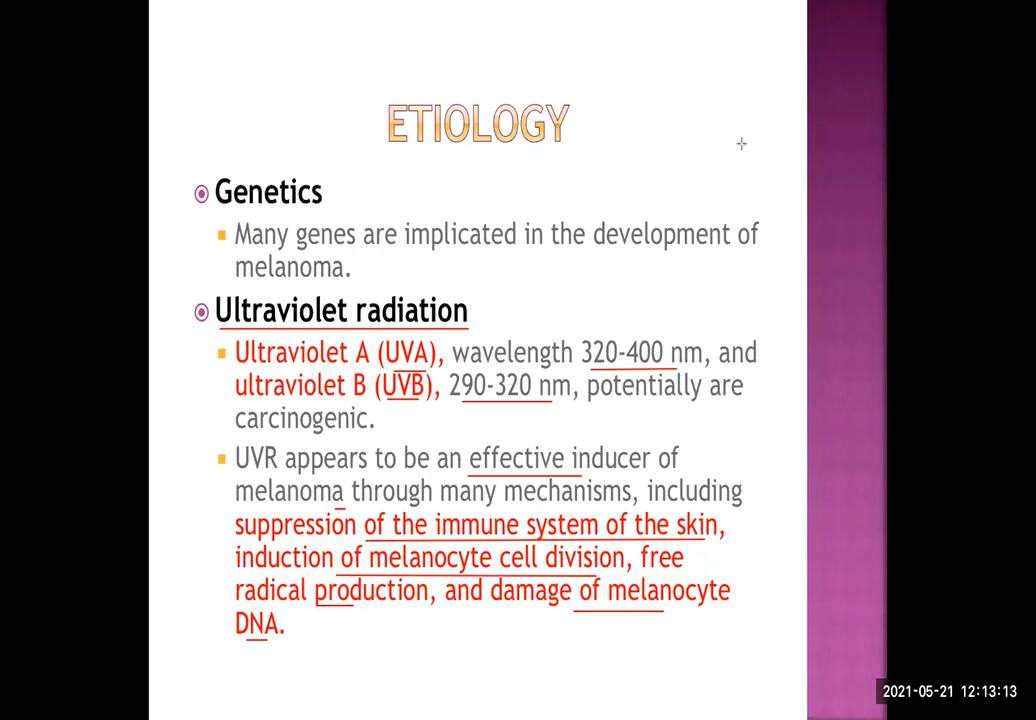 ETIOLOGY
Genetics
Many genes are implicated in the development of
melanoma.
Ultraviolet radiation
Ultraviolet A (UVA), wavelength 320-400 nm, and
ultraviolet B (UVB), 290-320 nm, potentially are
carcinogenic.
UVR appears to be an effective inducer of
melanoma through many mechanisms, including
suppression of the immune system of the skin,
induction of melanocyte cell division, free
radical production, and damage of melanocyte
DNA.
2021-05-21 12:13:13